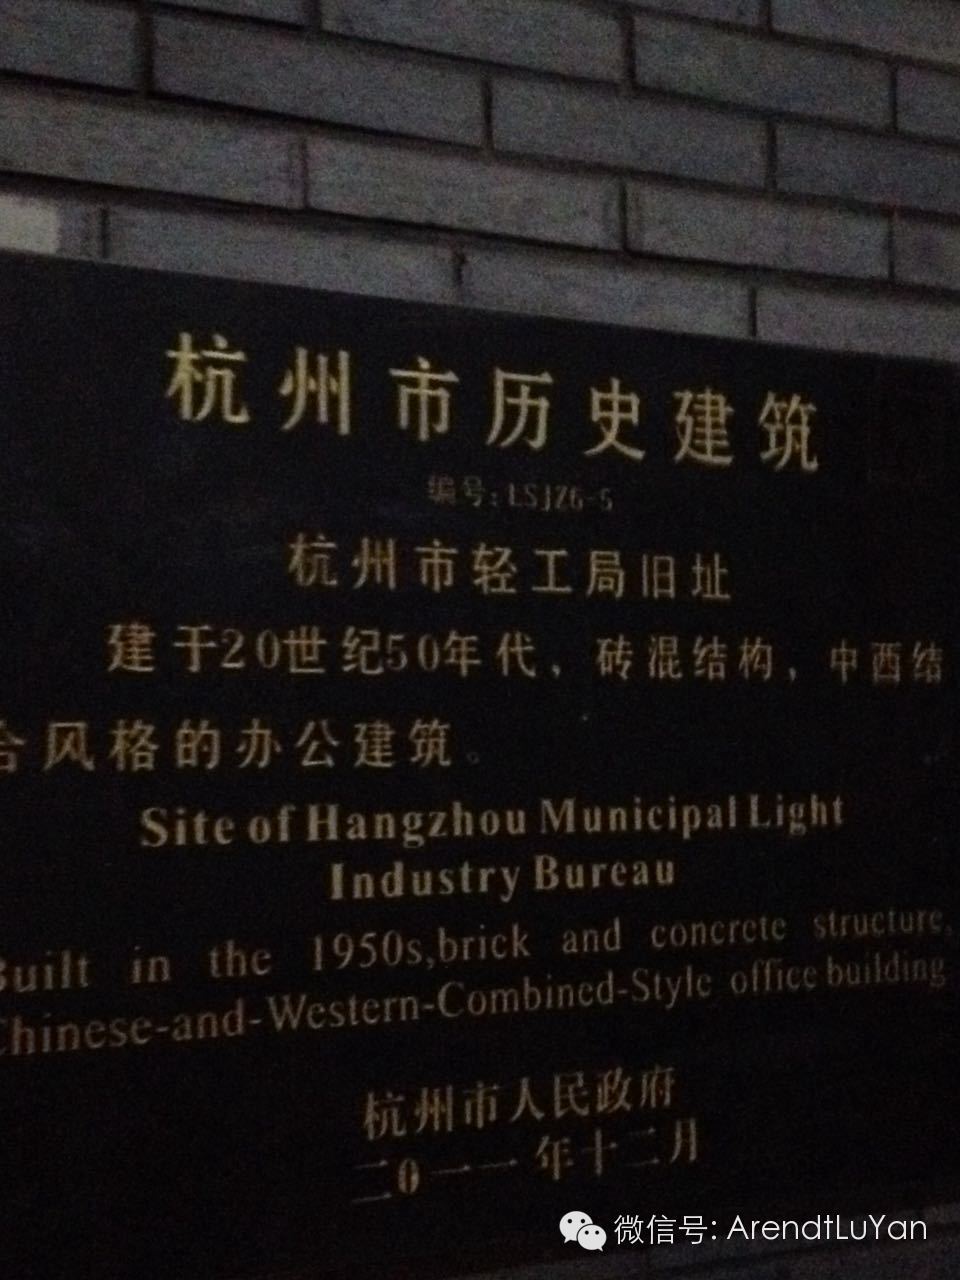 杭州市历史建筑
编号:LSJZ6-5
杭州市轻工局旧址
建于20世纪50年代，砖混结构，中西结
合风格的办公建筑。
Site of Hangzhou Municipal Light
Industry Bureau
Built in the 1950s,brick and concrete structure,
Chinese-and-Western-Combined-Style office building
杭州市人民政府
二0一一年十二月
微信号: ArendtLuYan